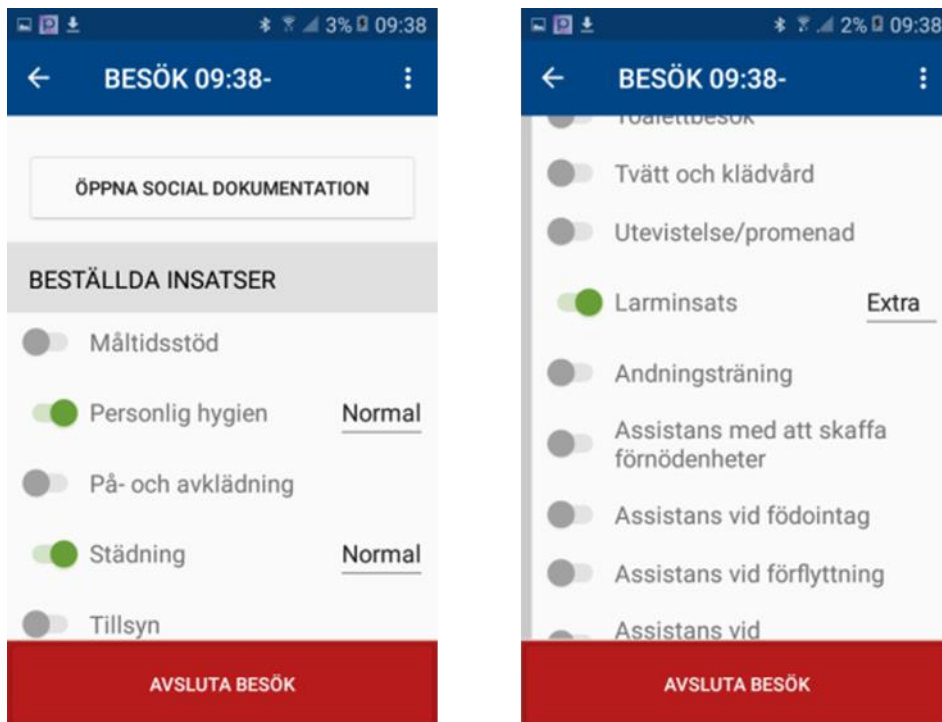 3% 09:38
BESÖK 09:38-
ÖPPNA SOCIAL DOKUMENTATION
BESTÄLLDA INSATSER
Måltidsstöd
Personlig hygien Normal
På- och avklädning
Städning Normal
Tillsyn
AVSLUTA BESÖK
2% 09:38
BESÖK 09:38-
Toalettbesök
Tvätt och klädvård
Utevistelse/promenad
Larminsats Extra
Andningsträning
Assistans med att skaffa
förnödenheter
Assistans vid födointag
Assistans vid förflyttning
Assistans vid
AVSLUTA BESÖK